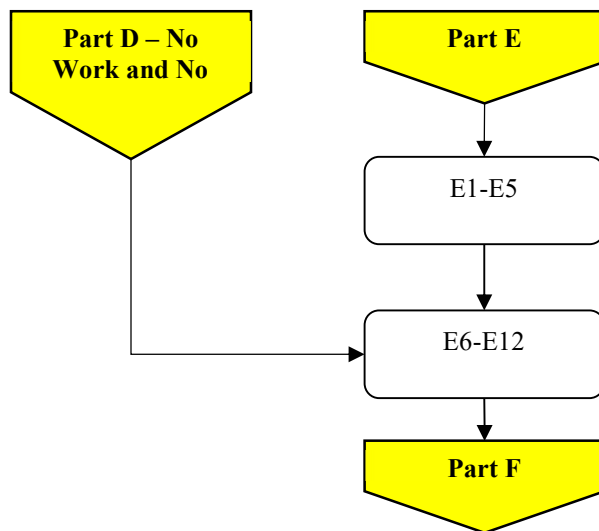 Part D – No
Work and No
Part E
E1-E5
E6-E12
Part F